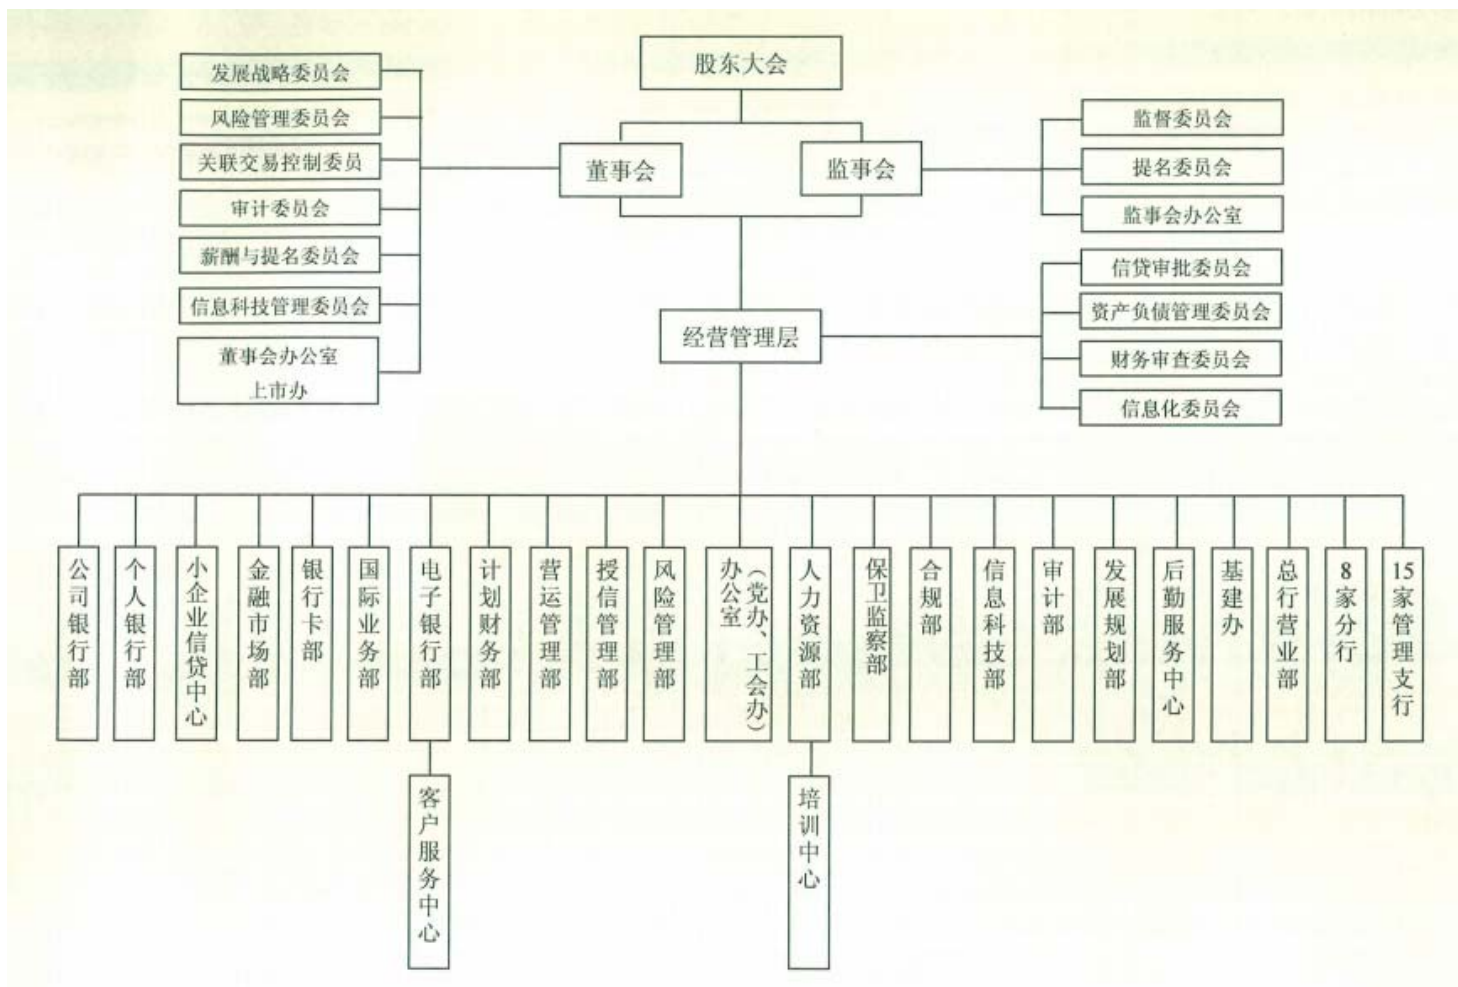 股东大会
董事会
监事会
发展战略委员会
风险管理委员会
关联交易控制委员
审计委员会
薪酬与提名委员会
信息科技管理委员会
董事会办公室
上市办
监督委员会
提名委员会
监事会办公室
经营管理层
信贷审批委员会
资产负债管理委员会
财务审查委员会
信息化委员会
公司银行部
个人银行部
小企业信贷中心
金融市场部
银行卡部
国际业务部
电子银行部
计划财务部
营运管理部
授信管理部
风险管理部
办公室
（党办、工会办）
人力资源部
保卫监察部
合规部
信息科技部
审计部
发展规划部
后勤服务中心
基建办
总行营业部
8家分行
15家管理支行
客户服务中心
培训中心